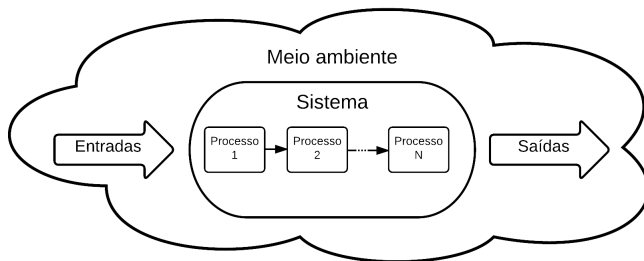 Meio ambiente
Sistema
Entradas
Processo
1
Processo
2
Processo
N
Saídas